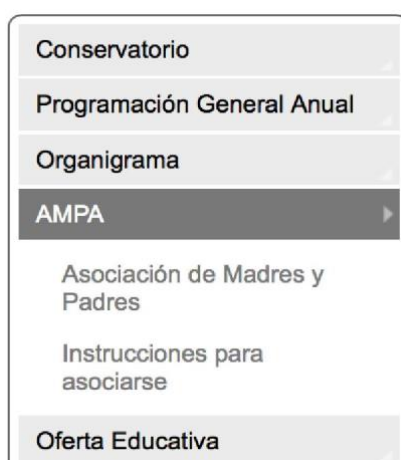 Conservatorio
Programación General Anual
Organigrama
AMPA
Asociación de Madres y
Padres
Instrucciones para
asociarse
Oferta Educativa